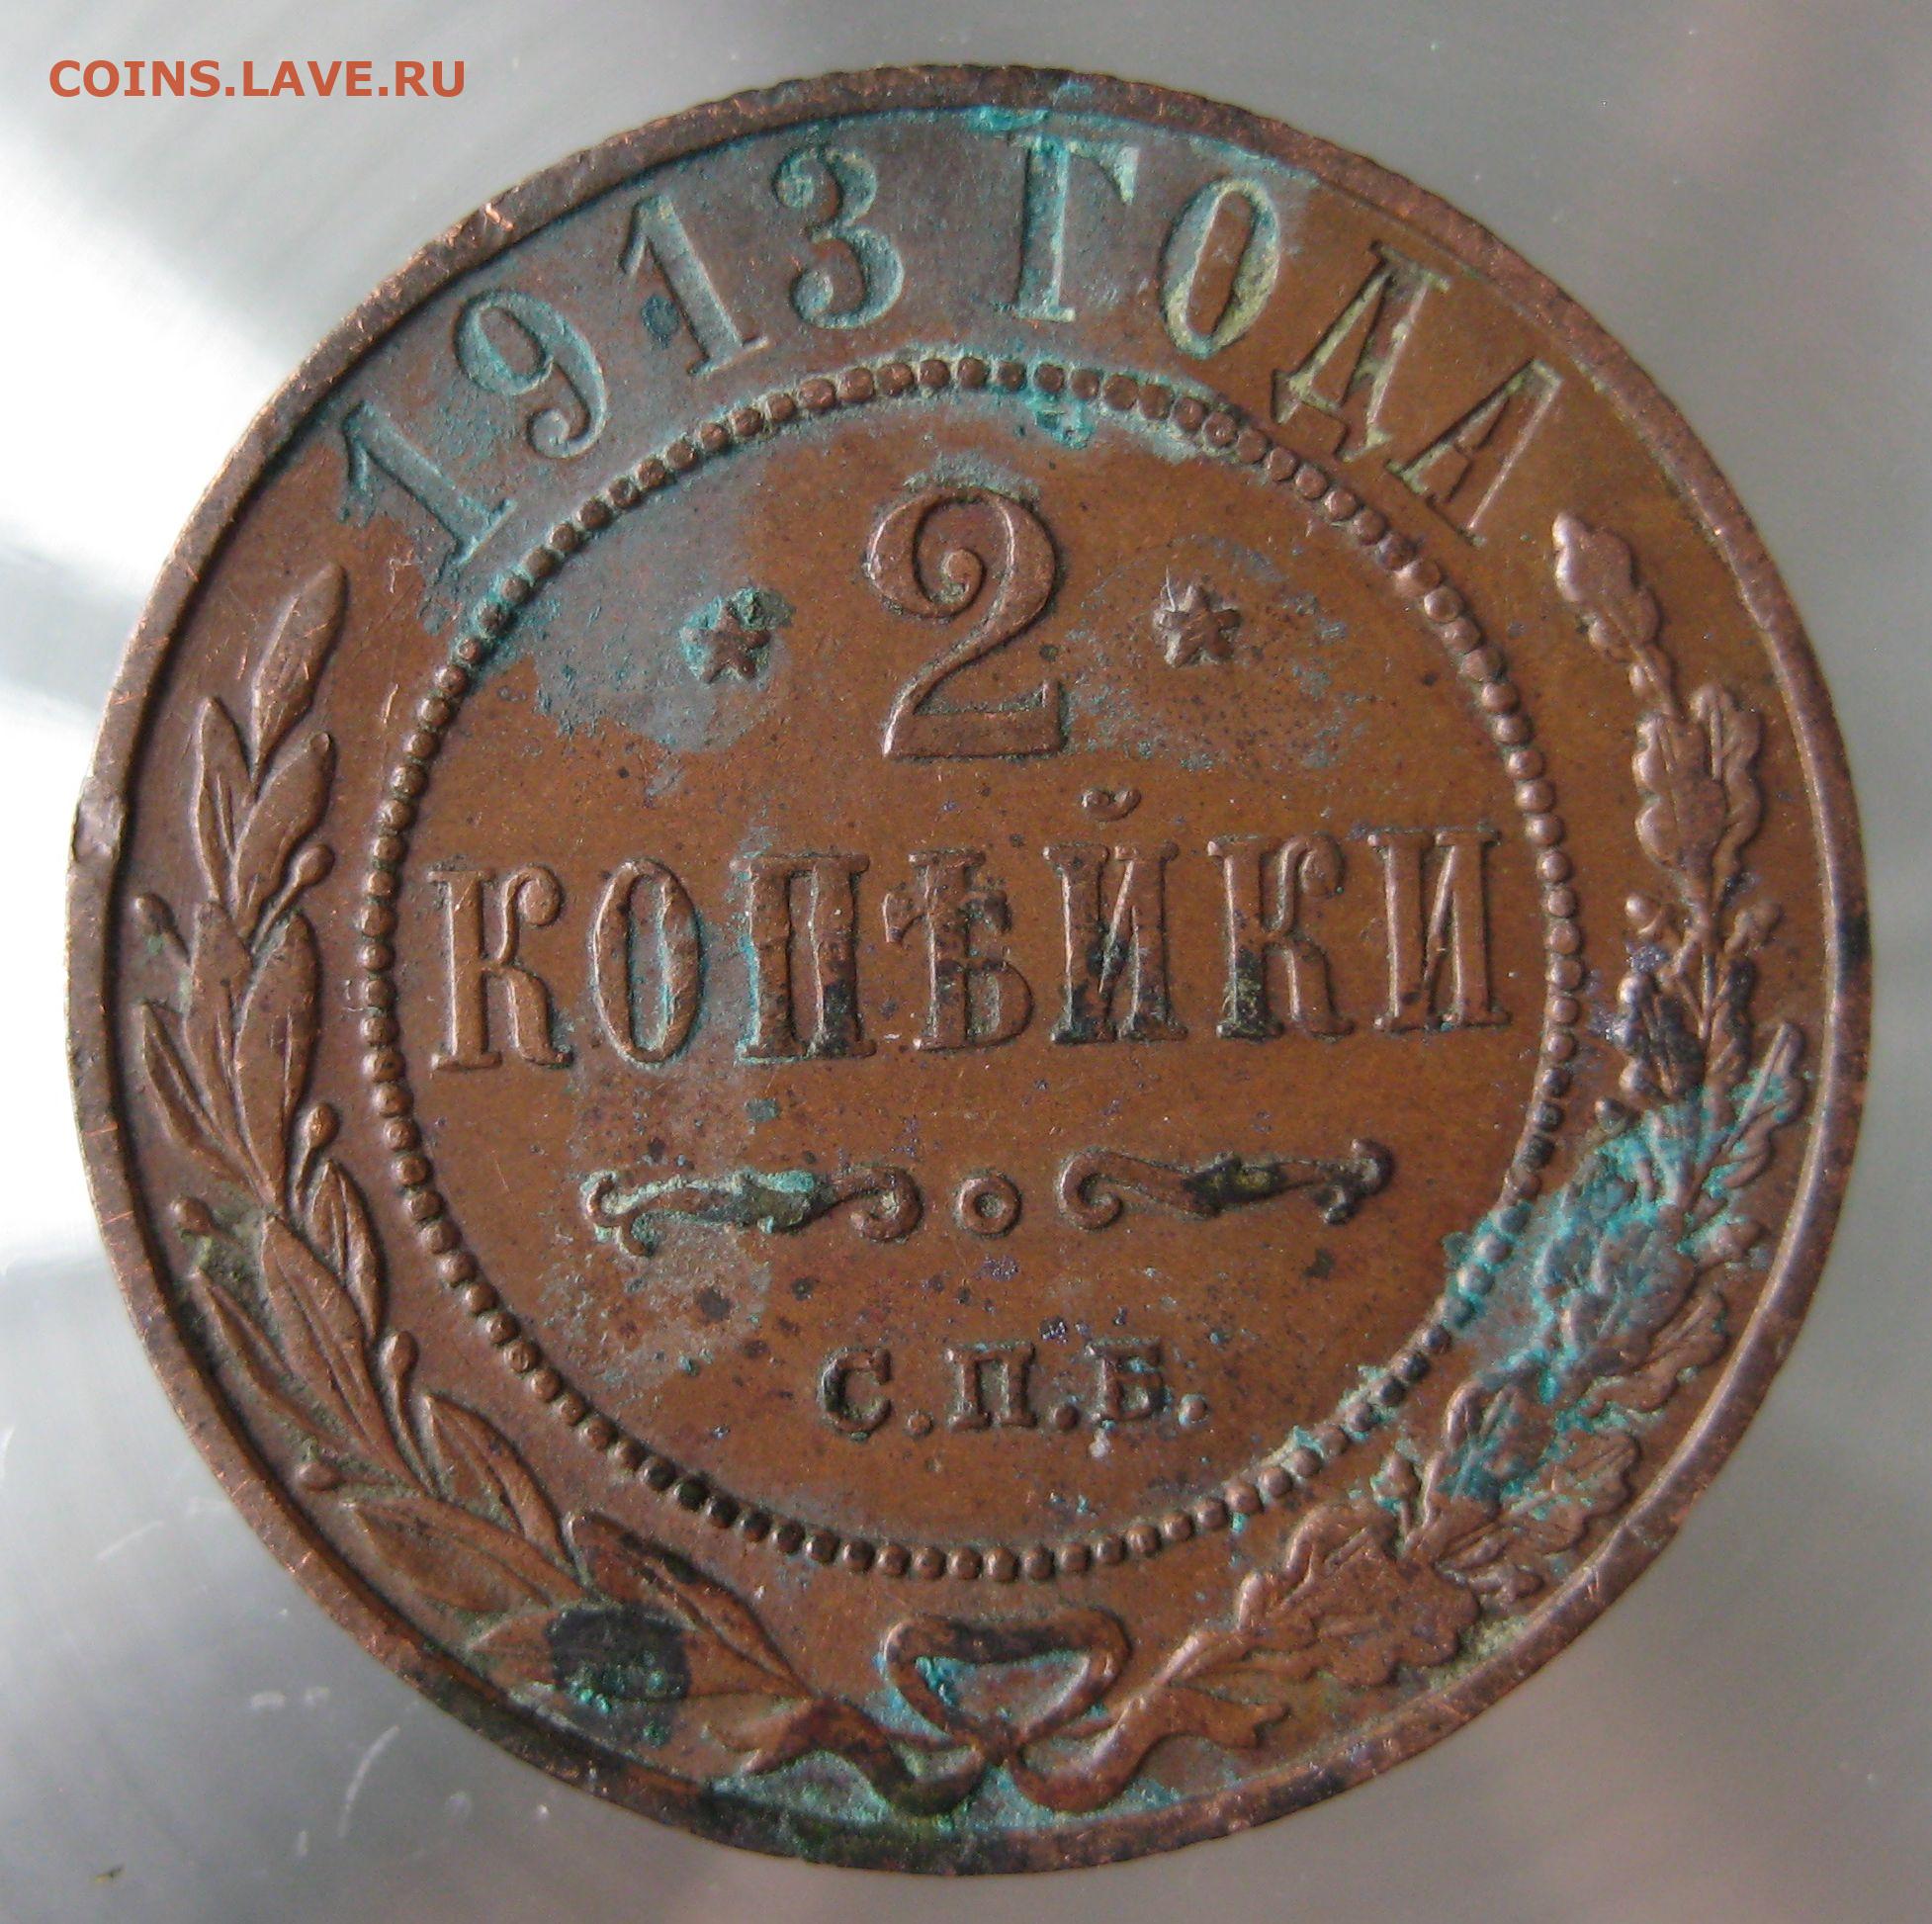 COINS.LAVE.RU
1913 ГОДА
* 2 *
КОПѢЙКИ
С.П.Б.